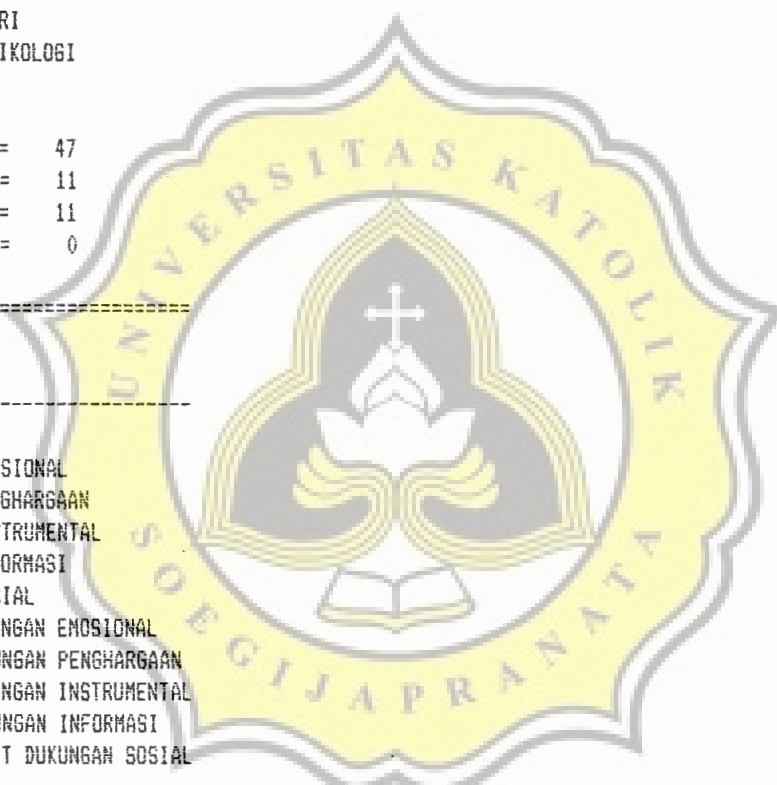 RI
IKOLOGI
= 47
= 11
= 11
= 0
SIONAL
GHARGAAN
TRUMENTAL
ORMASI
IAL
NGAN EMOSIONAL
UNGAN PENGHARGAAN
NGAN INSTRUMENTAL
UNGAN INFORMASI
T DUKUNGAN SOSIAL
UNIVERSITAS KATOLIK
SOEGIJAPRANATA